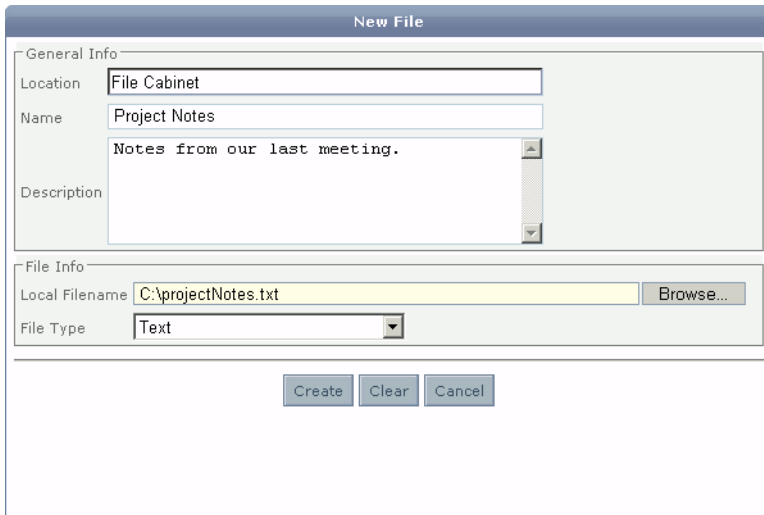 New File
General Info
Location File Cabinet
Name Project Notes
Description Notes from our last meeting.
File Info
Local Filename C:\projectNotes.txt Browse...
File Type Text
Create Clear Cancel